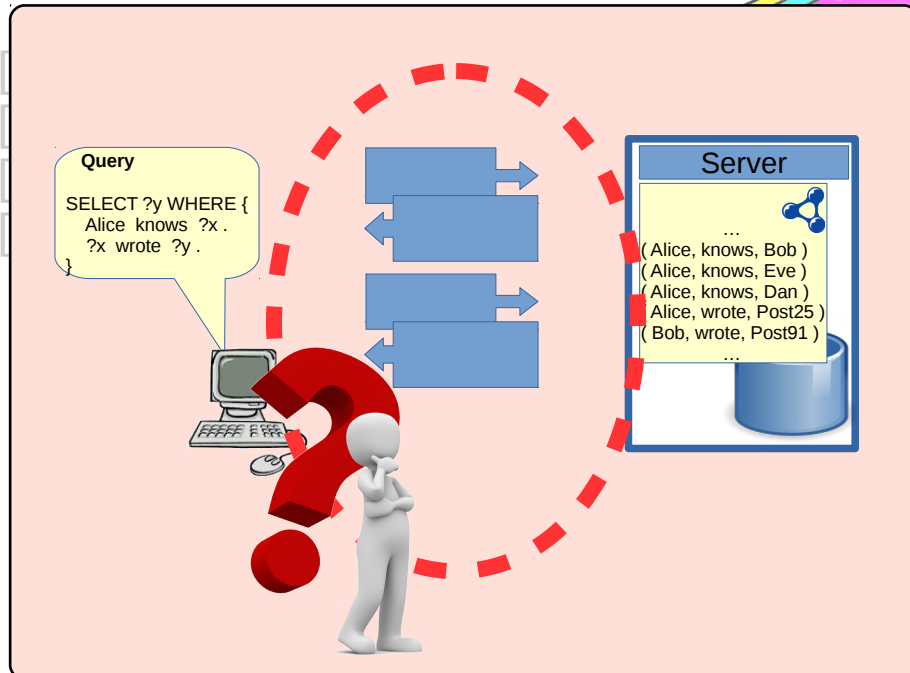 Query
SELECT ?y WHERE {
Alice knows ?x .
?x wrote ?y .
}
Server
…
( Alice, knows, Bob )
( Alice, knows, Eve )
( Alice, knows, Dan )
( Alice, wrote, Post25 )
( Bob, wrote, Post91 )
…